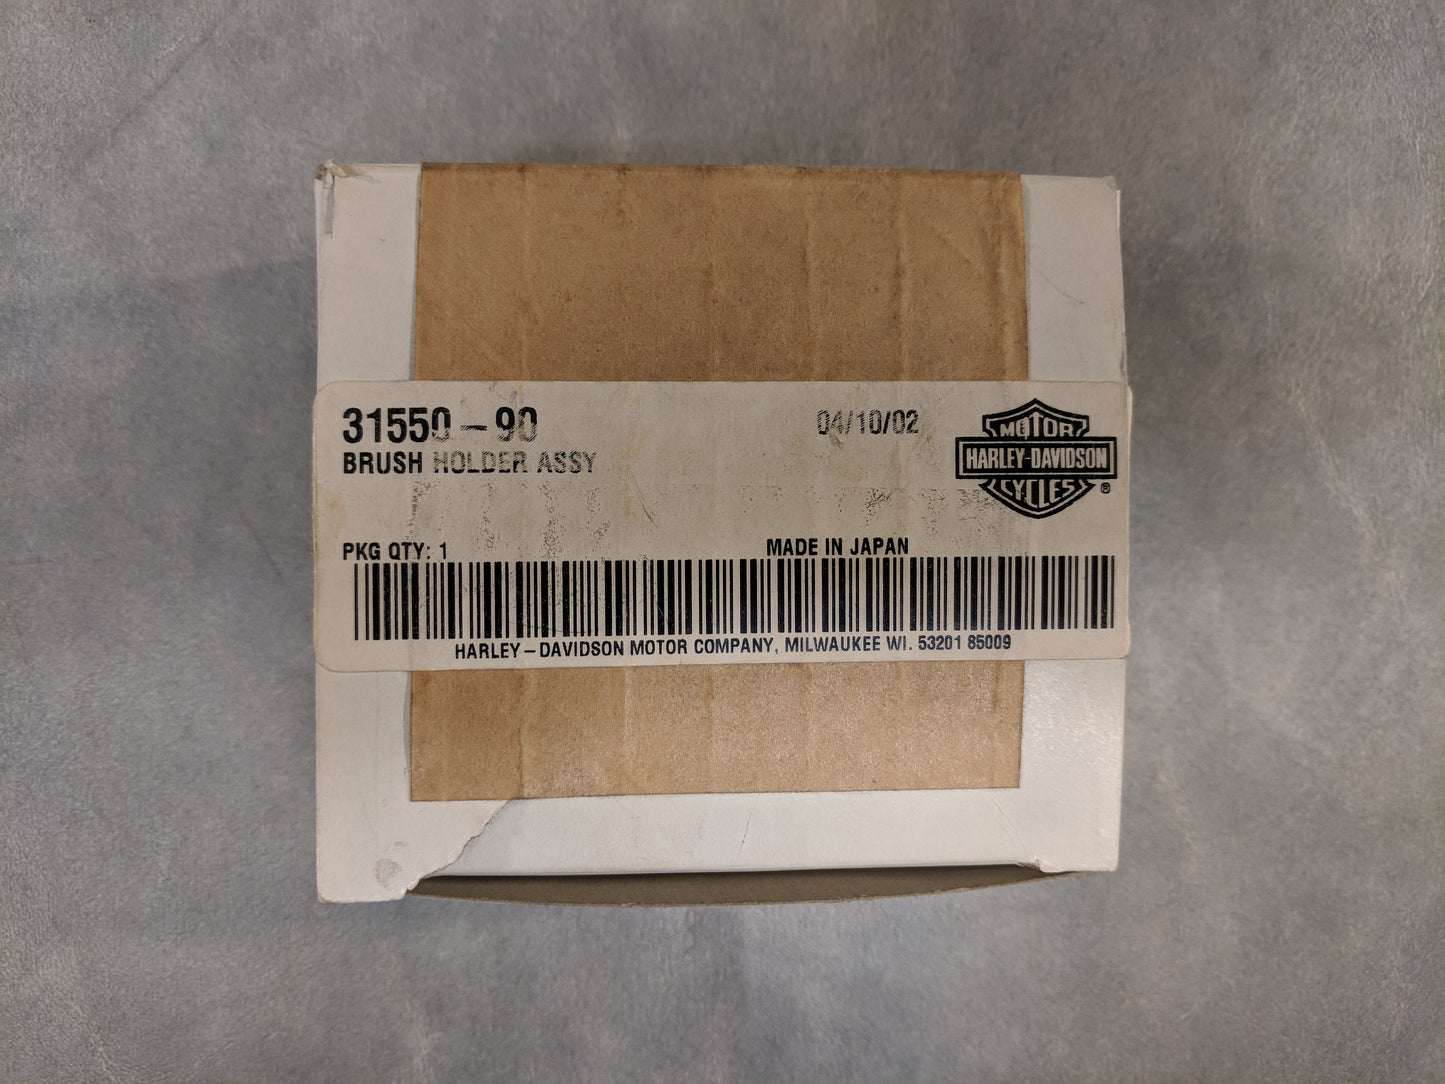 31550-90
04/10/02
BRUSH HOLDER ASSY
MOTOR
HARLEY-DAVIDSON
CYCLES
®
PKG QTY: 1
MADE IN JAPAN
HARLEY-DAVIDSON MOTOR COMPANY, MILWAUKEE WI. 53201 85009